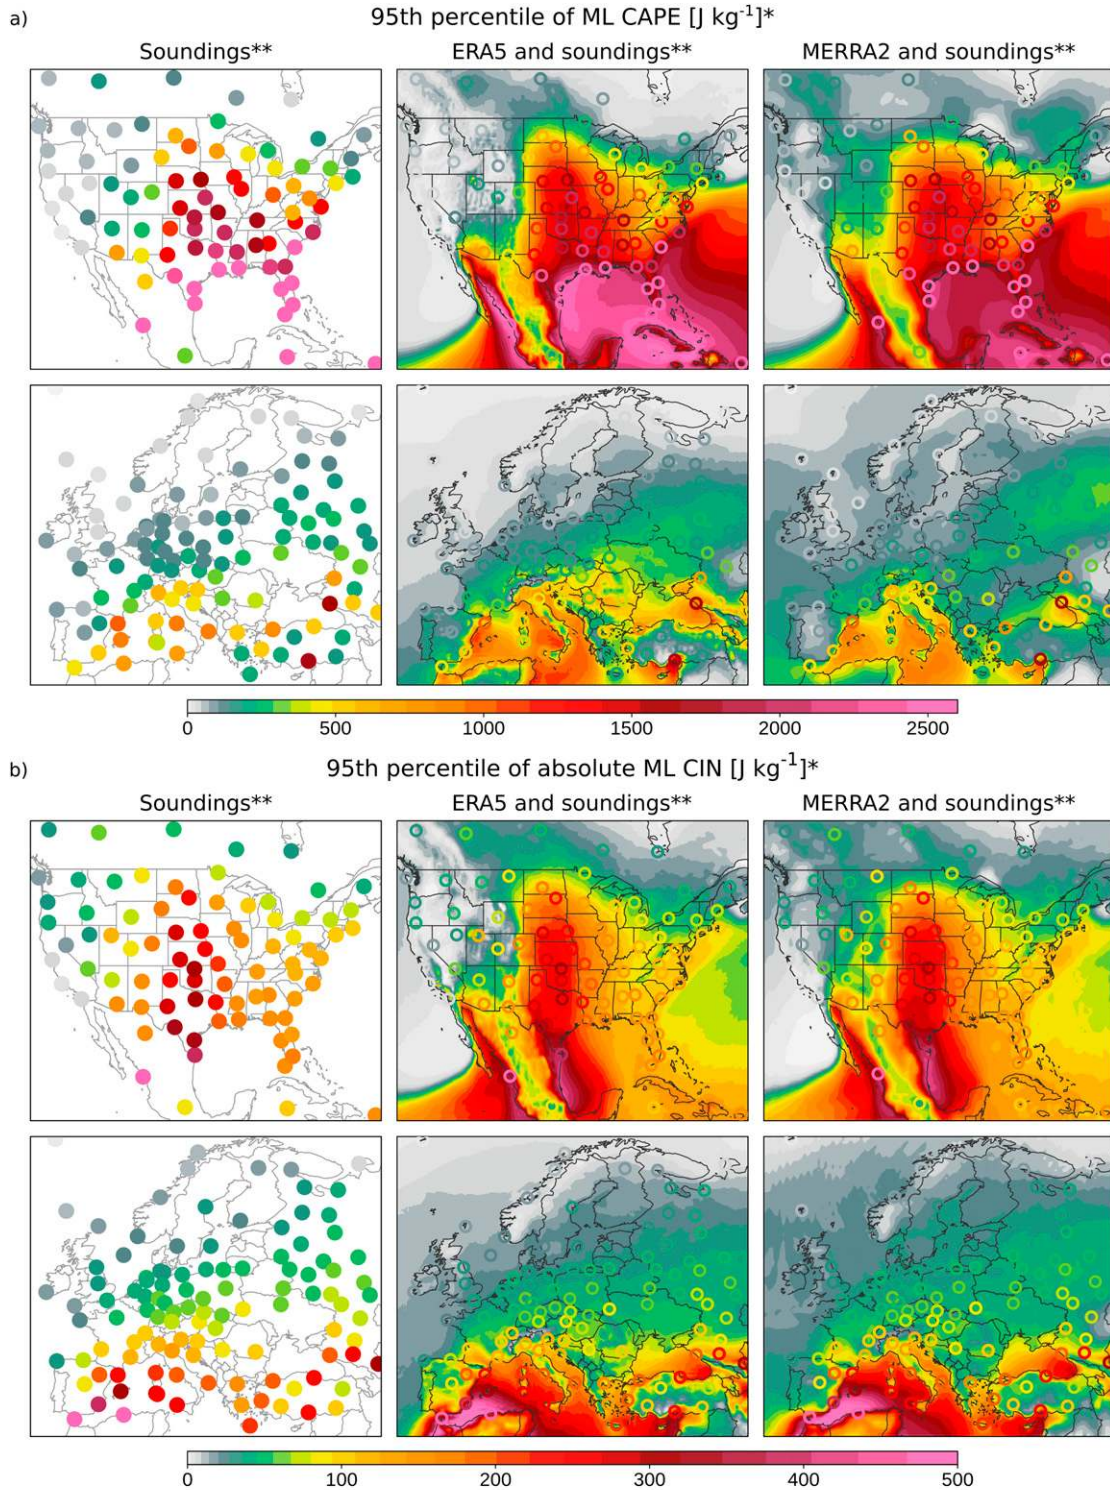 a)
95th percentile of ML CAPE [J kg⁻¹]*
Soundings**
ERA5 and soundings**
MERRA2 and soundings**
0 500 1000 1500 2000 2500
b)
95th percentile of absolute ML CIN [J kg⁻¹]*
Soundings**
ERA5 and soundings**
MERRA2 and soundings**
0 100 200 300 400 500